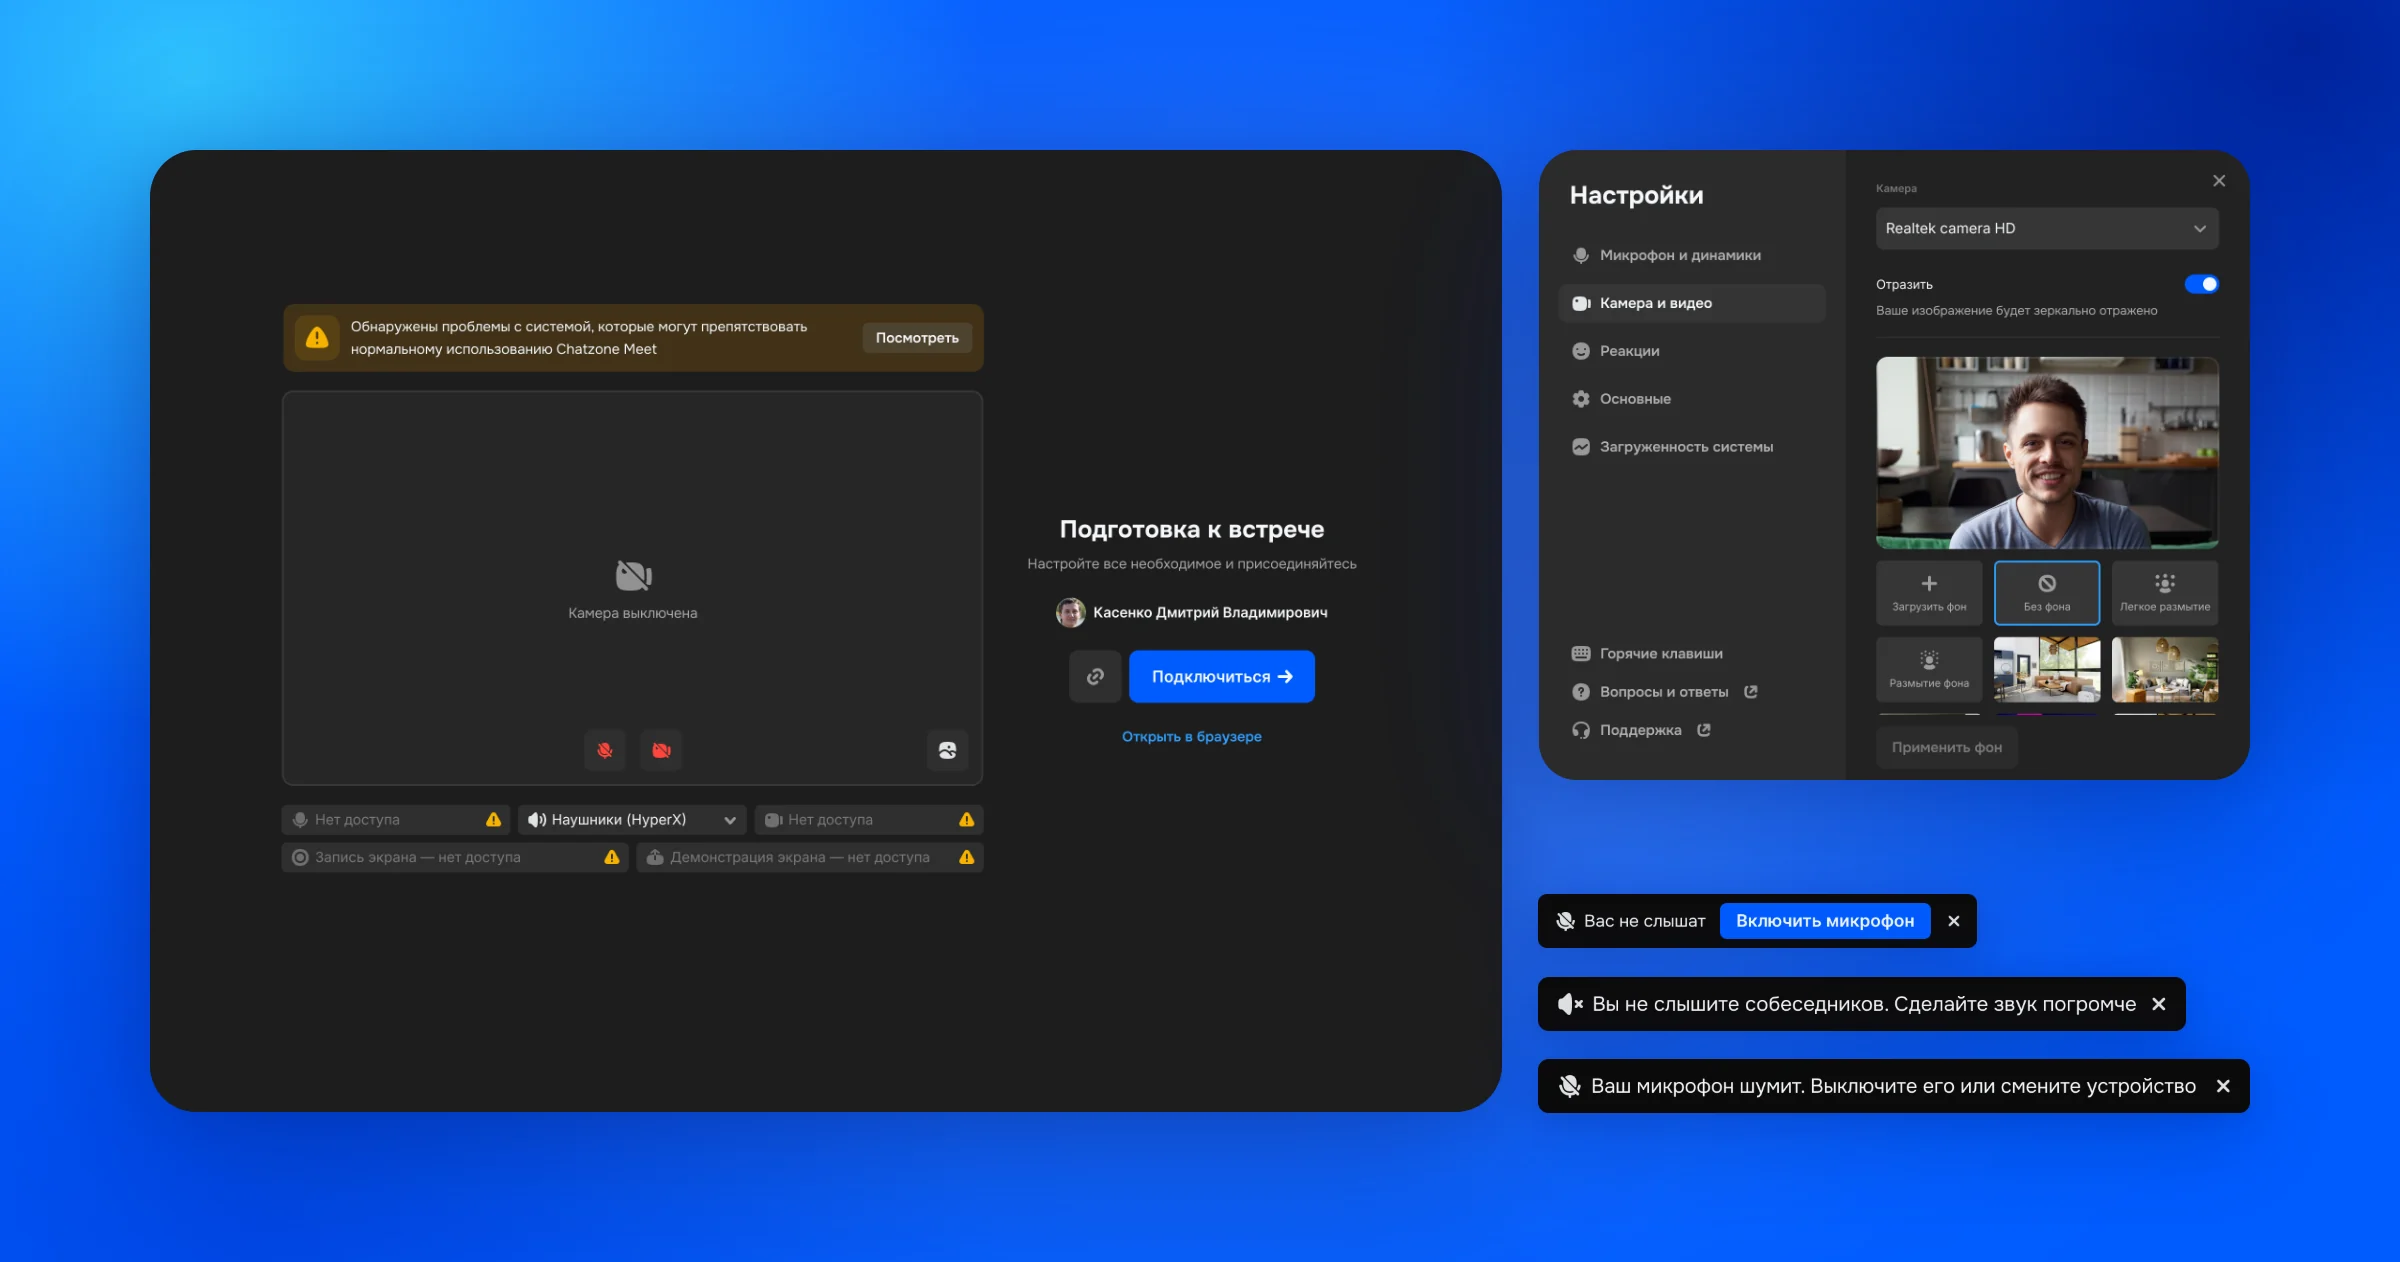 Обнаружены проблемы с системой, которые могут препятствовать
нормальному использованию Chatzone Meet
Посмотреть
Камера выключена
Нет доступа
Наушники (HyperX)
Нет доступа
Запись экрана — нет доступа
Демонстрация экрана — нет доступа
Подготовка к встрече
Настройте все необходимое и присоединяйтесь
Касенко Дмитрий Владимирович
Подключиться
Открыть в браузере
Настройки
Микрофон и динамики
Камера и видео
Реакции
Основные
Загруженность системы
Горячие клавиши
Вопросы и ответы
Поддержка
Камера
Realtek camera HD
Отразить
Ваше изображение будет зеркально отражено
Загрузить фон
Без фона
Легкое размытие
Размытие фона
Применить фон
Вас не слышат
Включить микрофон
Вы не слышите собеседников. Сделайте звук погромче
Ваш микрофон шумит. Выключите его или смените устройство